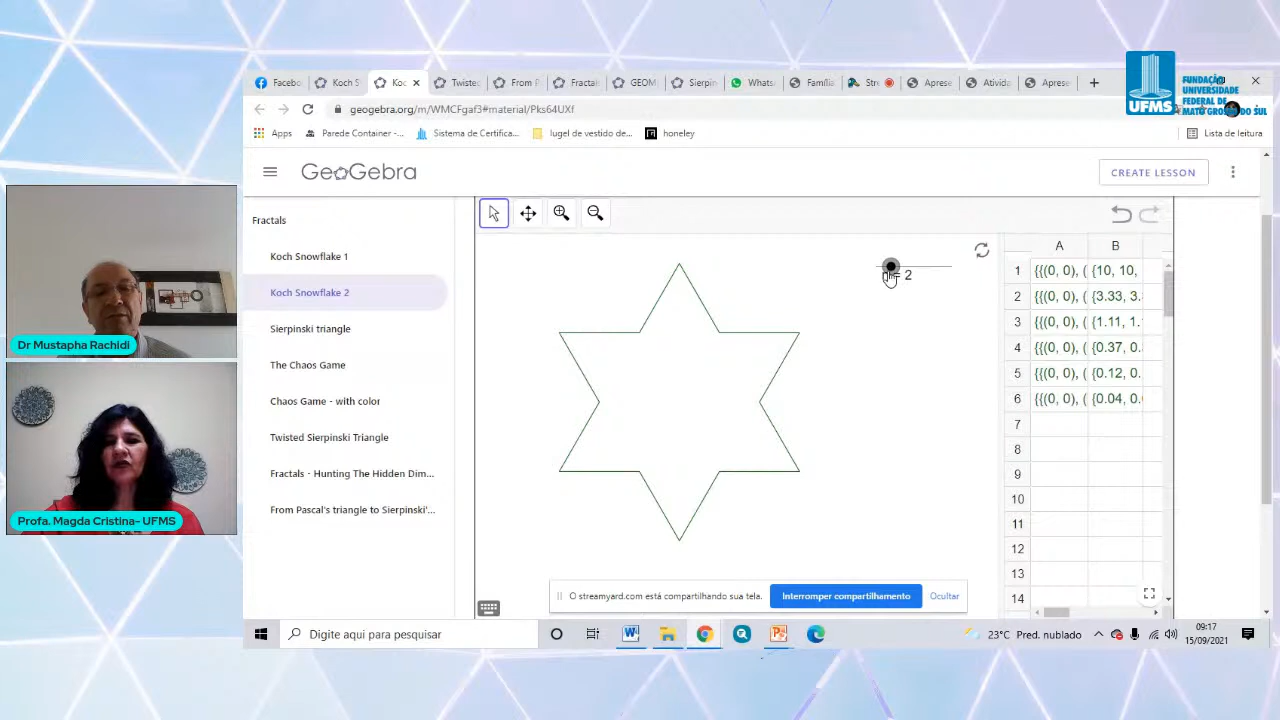 Faceb
Koch S
Koc
Twiste
From P
Fractal
GEOM
Sierpin
Whats
Família
Stre
Aprese
Ativida
Aprese
geogebra.org/m/WMCFgaf3#material/Pks64UXf
Apps
Parede Container -...
Sistema de Certifica...
lugel de vestido de...
honeley
Lista de leitura
UFMS
FUNDAÇÃO
UNIVERSIDADE
FEDERAL DE
MATO GROSSO DO SUL
GeoGebra
CREATE LESSON
Fractals
Koch Snowflake 1
Koch Snowflake 2
Sierpinski triangle
The Chaos Game
Chaos Game - with color
Twisted Sierpinski Triangle
Fractals - Hunting The Hidden Dim...
From Pascal's triangle to Sierpinski'...
n = 2
A B
1 {{{(0, 0), ( {10, 10,
2 {{{(0, 0), ( {3.33, 3.
3 {{{(0, 0), ( {1.11, 1.
4 {{{(0, 0), ( {0.37, 0.
5 {{{(0, 0), ( {0.12, 0.
6 {{{(0, 0), ( {0.04, 0.
7
8
9
10
11
12
13
14
Dr Mustapha Rachidi
Profa. Magda Cristina- UFMS
O streamyard.com está compartilhando sua tela.
Interromper compartilhamento
Ocultar
Digite aqui para pesquisar
23°C Pred. nublado
09:17
15/09/2021